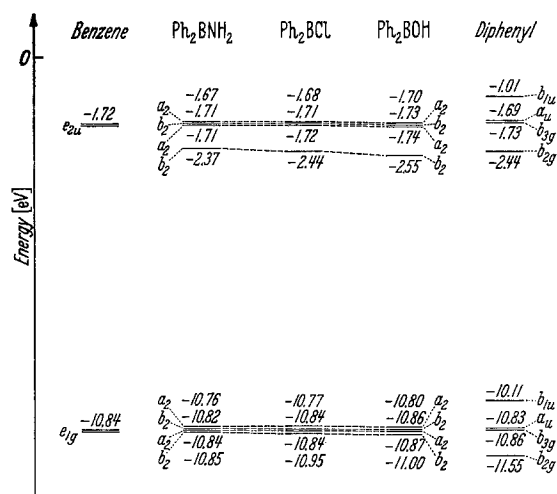 Benzene Ph₂BNH₂ Ph₂BCl Ph₂BOH Diphenyl
0
Energy [eV]
-1.67 -1.68 -1.70 -1.01 b1u
-1.72 a2 -1.71 -1.71 -1.73 a2 -1.69 au
e2u b2 b2 b3g
a2 -1.71 -1.72 -1.74 a2 -1.73
b2 -2.37 -2.44 -2.55 b2 -2.44 b2g
a2 -10.76 -10.77 -10.80 a2 -10.11 b1u
-10.84 b2 -10.82 -10.84 -10.86 b2 -10.83 au
e1g b3g
a2 -10.84 -10.84 -10.87 a2 -10.86
b2 -10.85 -10.95 -11.00 b2 -11.55 b2g